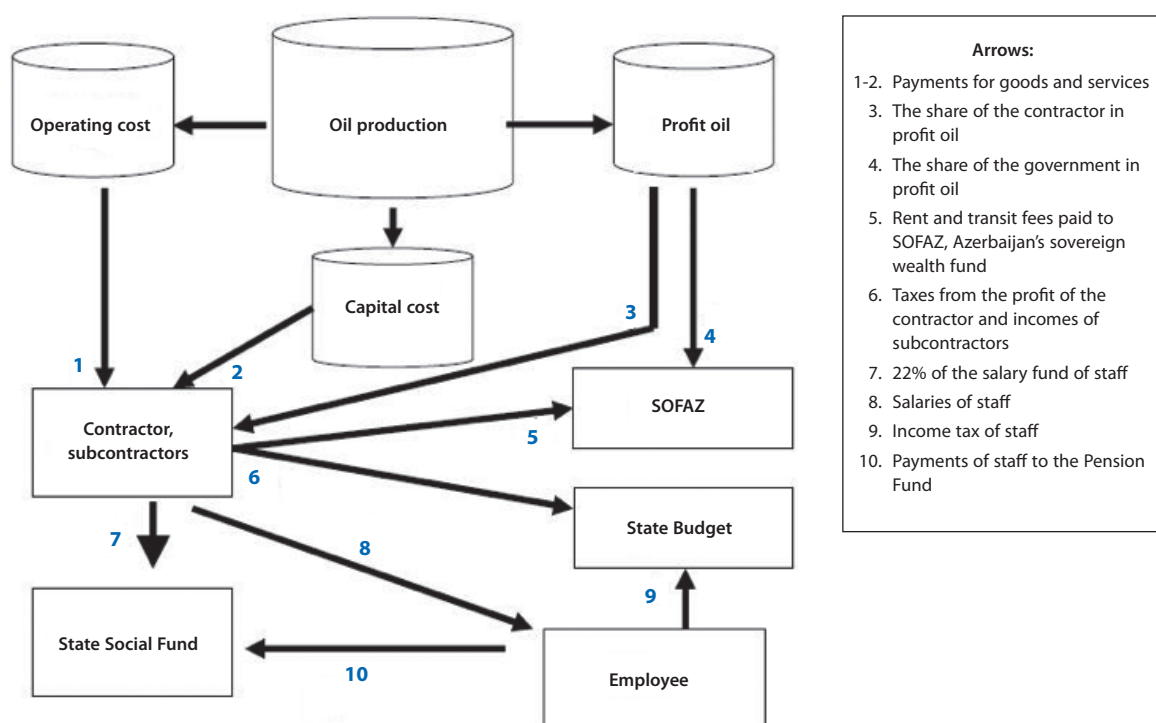 Operating cost
Oil production
Profit oil
Capital cost
1
2
3
4
Contractor,
subcontractors
SOFAZ
5
6
State Budget
7
8
9
State Social Fund
10
Employee
Arrows:
1-2. Payments for goods and services
3. The share of the contractor in
profit oil
4. The share of the government in
profit oil
5. Rent and transit fees paid to
SOFAZ, Azerbaijan’s sovereign
wealth fund
6. Taxes from the profit of the
contractor and incomes of
subcontractors
7. 22% of the salary fund of staff
8. Salaries of staff
9. Income tax of staff
10. Payments of staff to the Pension
Fund